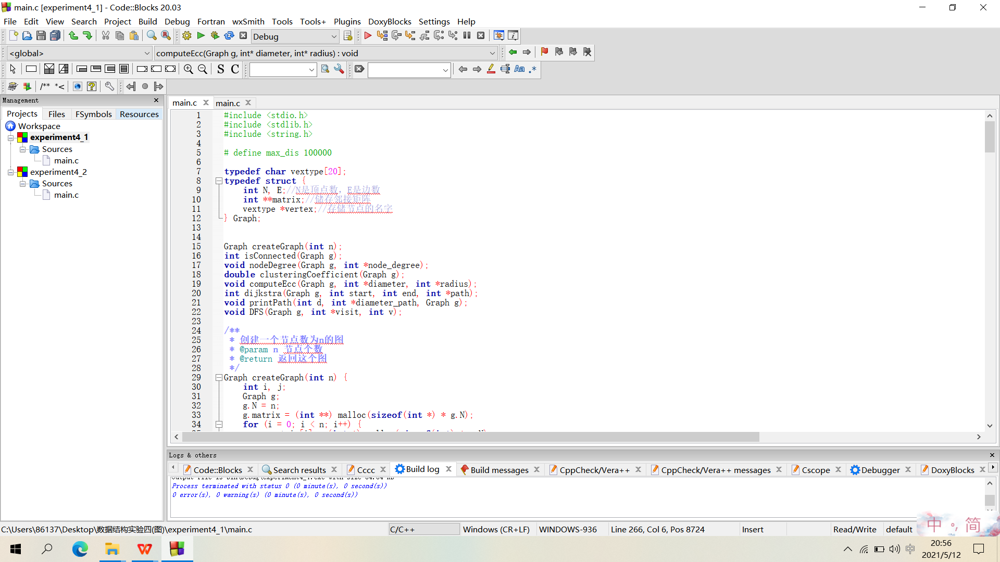 main.c [experiment4_1] - Code::Blocks 20.03
File Edit View Search Project Build Debug Fortran wxSmith Tools Tools+ Plugins DoxyBlocks Settings Help
Debug
<global> computeEcc(Graph g, int* diameter, int* radius) : void
S C Aa .*
/** *<
Management
Projects Files FSymbols Resources
Workspace
experiment4_1
Sources
main.c
experiment4_2
Sources
main.c
main.c main.c
1 #include <stdio.h>
2 #include <stdlib.h>
3 #include <string.h>
4
5 # define max_dis 100000
6
7 typedef char vextype[20];
8 typedef struct {
9 int N, E;//N是顶点数，E是边数
10 int **matrix;//储存邻接矩阵
11 vextype *vertex;//存储节点的名字
12 } Graph;
13
14
15 Graph createGraph(int n);
16 int isConnected(Graph g);
17 void nodeDegree(Graph g, int *node_degree);
18 double clusteringCoefficient(Graph g);
19 void computeEcc(Graph g, int *diameter, int *radius);
20 int dijkstra(Graph g, int start, int end, int *path);
21 void printPath(int d, int *diameter_path, Graph g);
22 void DFS(Graph g, int *visit, int v);
23
24 /**
25 * 创建一个节点数为n的图
26 * @param n 节点个数
27 * @return 返回这个图
28 */
29 Graph createGraph(int n) {
30 int i, j;
31 Graph g;
32 g.N = n;
33 g.matrix = (int **) malloc(sizeof(int *) * g.N);
34 for (i = 0; i < n; i++) {
Logs & others
Code::Blocks Search results Cccc Build log Build messages CppCheck/Vera++ CppCheck/Vera++ messages Cscope Debugger DoxyBlocks
Process terminated with status 0 (0 minute(s), 0 second(s))
0 error(s), 0 warning(s) (0 minute(s), 0 second(s))
C:\Users\86137\Desktop\数据结构实验四(图)\experiment4_1\main.c C/C++ Windows (CR+LF) WINDOWS-936 Line 266, Col 6, Pos 8724 Insert Read/Write default
中 简
中
20:56
2021/5/12